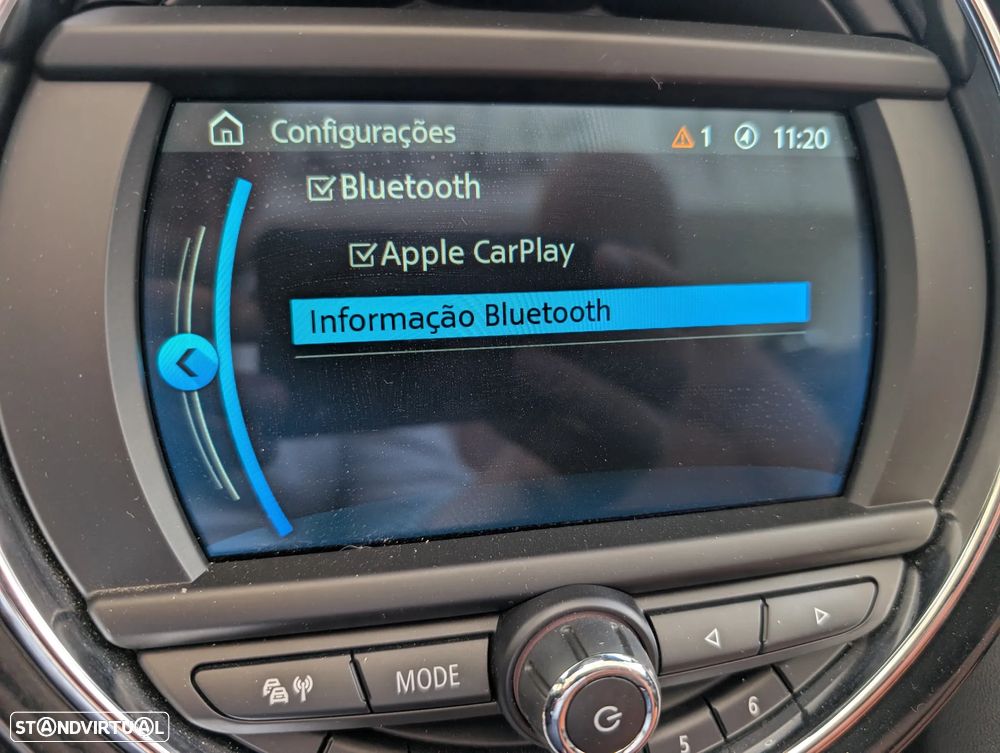 Configurações 1 11:20
Bluetooth
Apple CarPlay
Informação Bluetooth
MODE
5 6
STANDVIRTUAL